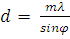 d = mλ / sinφ